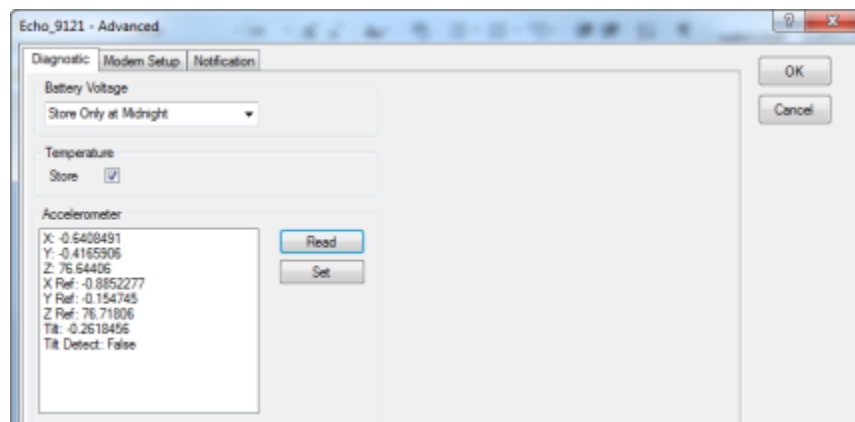 Echo_9121 - Advanced
Diagnostic Modem Setup Notification
OK
Battery Voltage
Store Only at Midnight
Cancel
Temperature
Store
Accelerometer
X: -0.6408491
Y: -0.4165906
Z: 76.64406
X Ref: -0.8852277
Y Ref: -0.154745
Z Ref: 76.71806
Tilt: -0.2618456
Tilt Detect: False
Read
Set